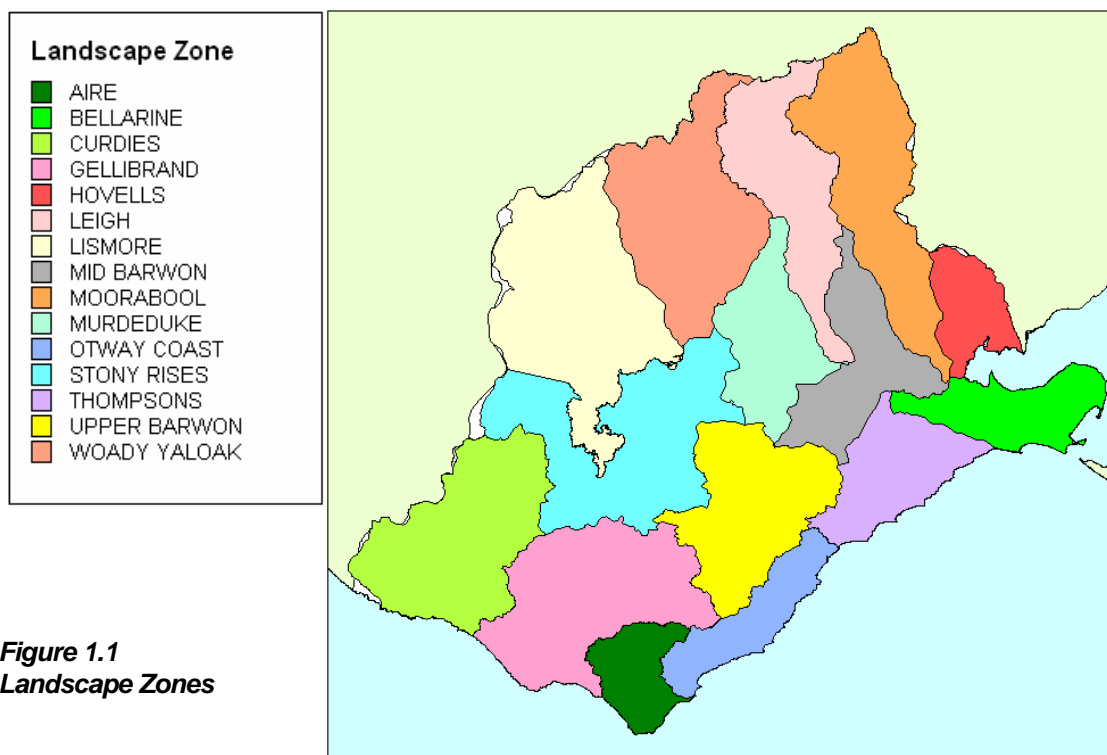 Landscape Zone
AIRE
BELLARINE
CURDIES
GELLIBRAND
HOVELLS
LEIGH
LISMORE
MID BARWON
MOORABOOL
MURDEDUKE
OTWAY COAST
STONY RISES
THOMPSONS
UPPER BARWON
WOADY YALOAK
Figure 1.1
Landscape Zones